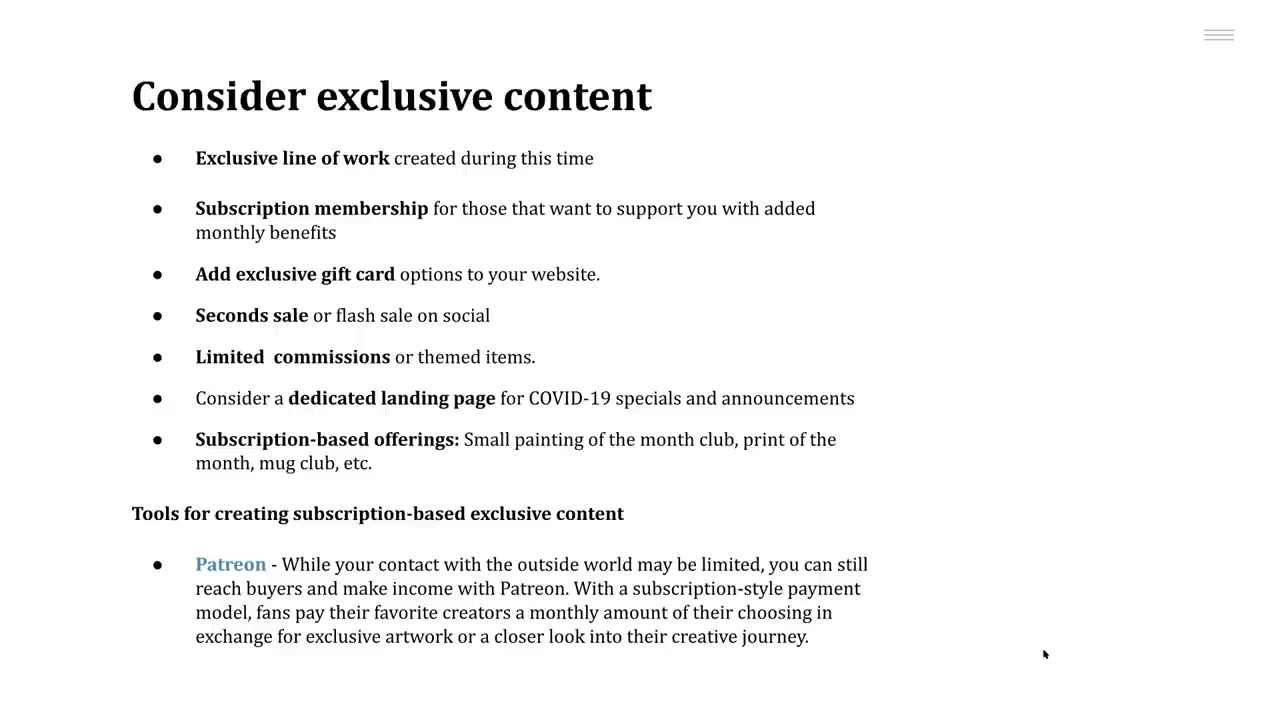 Consider exclusive content
● Exclusive line of work created during this time
● Subscription membership for those that want to support you with added
monthly benefits
● Add exclusive gift card options to your website.
● Seconds sale or flash sale on social
● Limited  commissions or themed items.
● Consider a dedicated landing page for COVID-19 specials and announcements
● Subscription-based offerings: Small painting of the month club, print of the
month, mug club, etc.
Tools for creating subscription-based exclusive content
● Patreon - While your contact with the outside world may be limited, you can still
reach buyers and make income with Patreon. With a subscription-style payment
model, fans pay their favorite creators a monthly amount of their choosing in
exchange for exclusive artwork or a closer look into their creative journey.